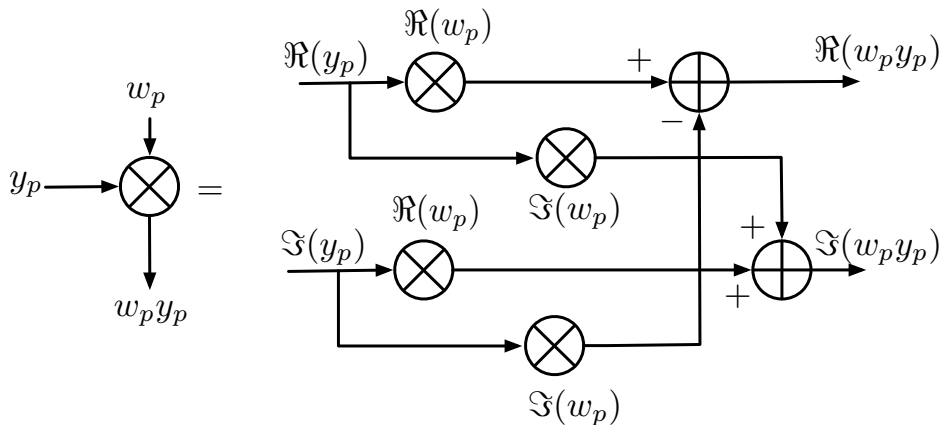 ℜ(w_p)
ℜ(y_p) + ℜ(w_p y_p)
w_p −
y_p =
ℜ(w_p) ℑ(w_p)
ℑ(y_p) + ℑ(w_p y_p)
+
w_p y_p
ℑ(w_p)